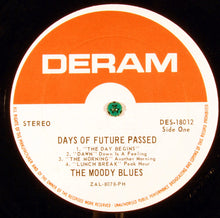 DERAM
DES-18012
STEREO
Side One
DAYS OF FUTURE PASSED
1. "THE DAY BEGINS"
2. "DAWN" Dawn Is A Feeling
3. "THE MORNING" Another Morning
4. "LUNCH BREAK" Peak Hour
THE MOODY BLUES
ZAL-8078-PH